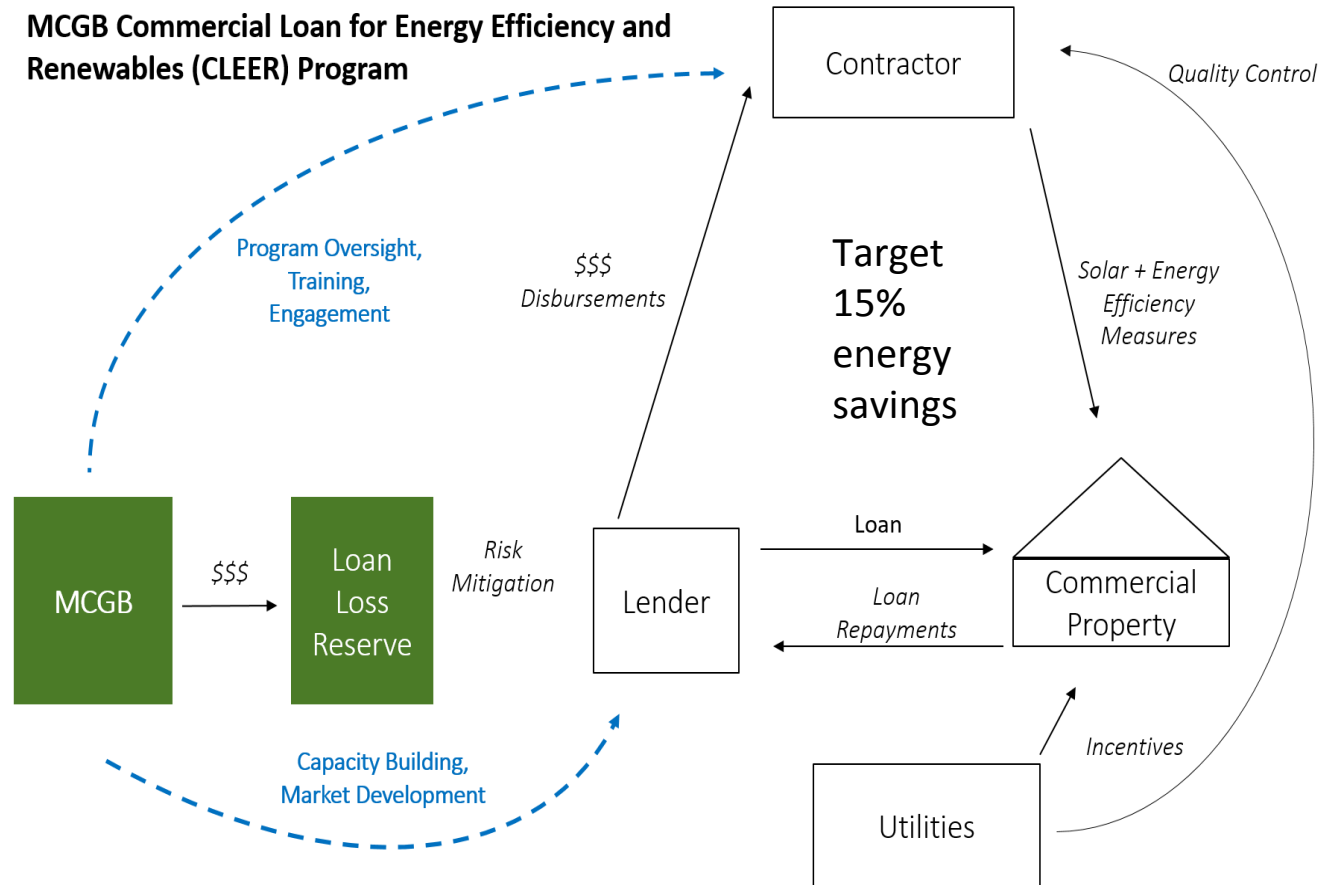 MCGB Commercial Loan for Energy Efficiency and
Renewables (CLEER) Program
Contractor
Quality Control
Program Oversight,
Training,
Engagement
$$$
Disbursements
Target
15%
energy
savings
Solar + Energy
Efficiency
Measures
MCGB
$$$
Loan
Loss
Reserve
Risk
Mitigation
Lender
Loan
Loan
Repayments
Commercial
Property
Capacity Building,
Market Development
Incentives
Utilities